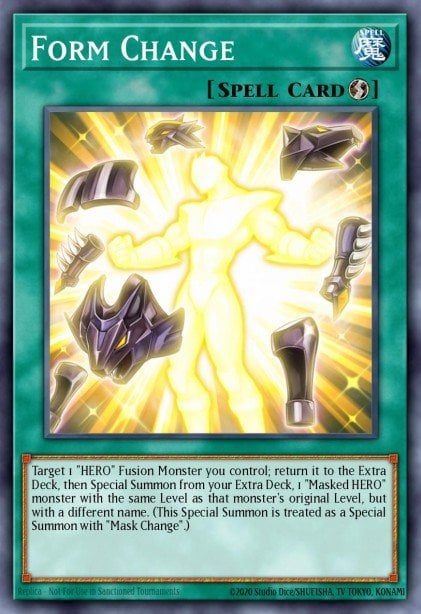 Form Change
SPELL
魔
[Spell Card]
Target 1 "HERO" Fusion Monster you control; return it to the Extra
Deck, then Special Summon from your Extra Deck, 1 "Masked HERO"
monster with the same Level as that monster's original Level, but
with a different name. (This Special Summon is treated as a Special
Summon with "Mask Change".)
Replica - Not For Use in Sanctioned Tournaments
©2020 Studio Dice/SHUEISHA, TV TOKYO, KONAMI